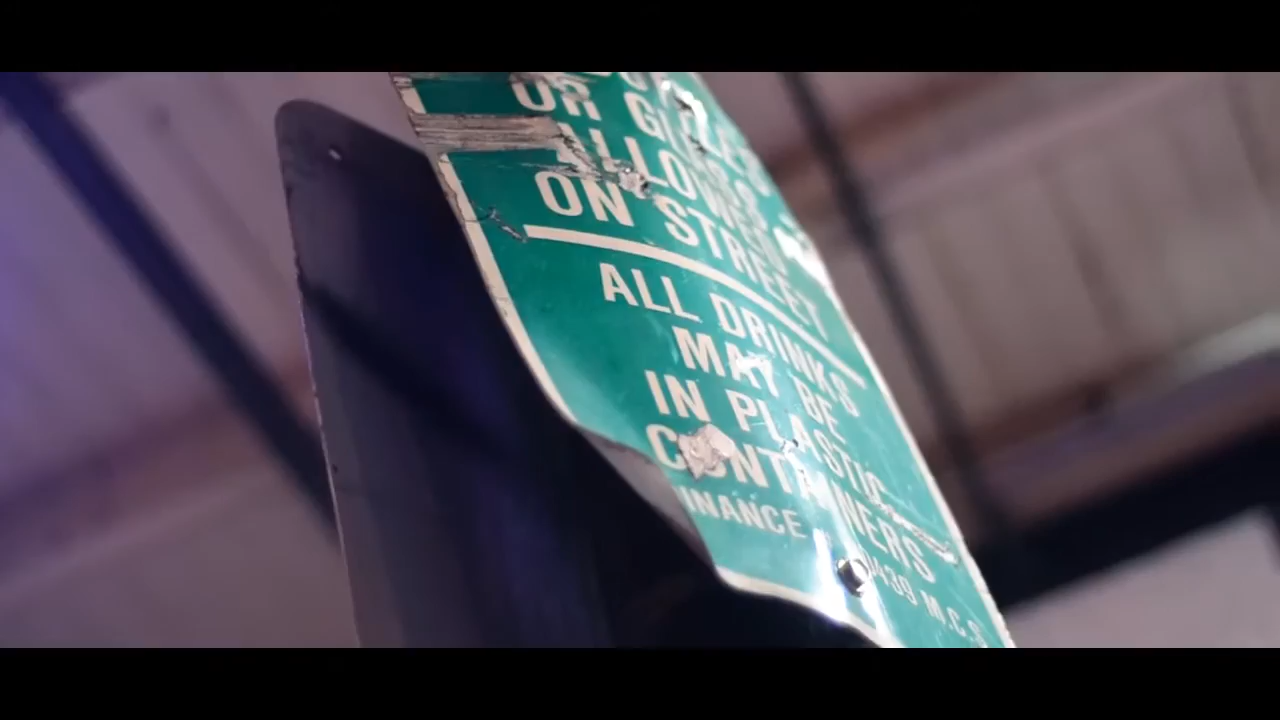 OR GLASS
ALLOWED
ON STREET
ALL DRINKS
MAY BE
IN PLASTIC
CONTAINERS
INANCE
M.C.S